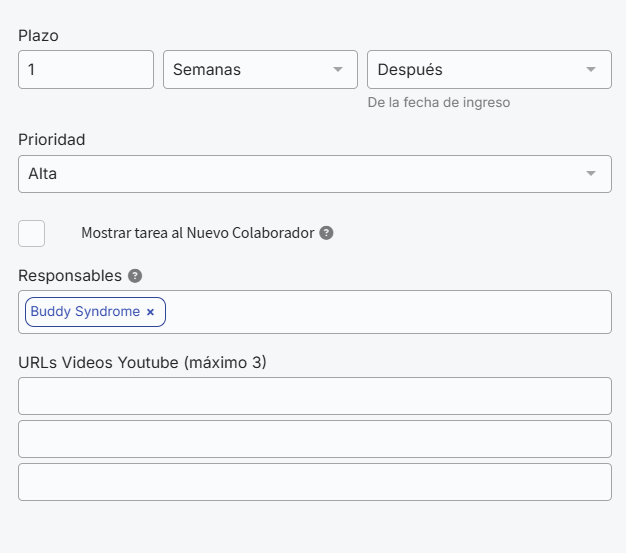 Plazo
1 Semanas Después
De la fecha de ingreso
Prioridad
Alta
Mostrar tarea al Nuevo Colaborador ?
Responsables ?
Buddy Syndrome ×
URLs Videos Youtube (máximo 3)